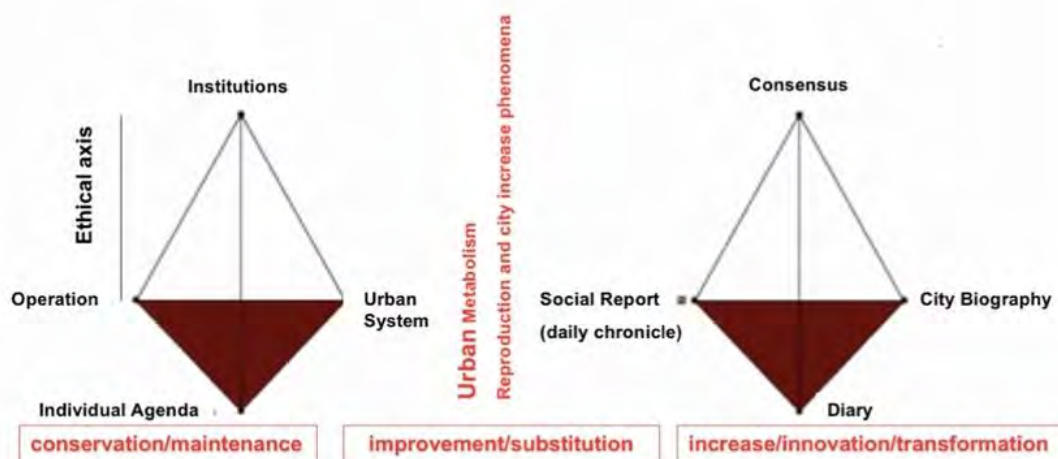 Institutions
Ethical axis
Operation
Urban
System
Individual Agenda
Urban Metabolism
Reproduction and city increase phenomena
Consensus
Social Report
(daily chronicle)
City Biography
Diary
conservation/maintenance
improvement/substitution
increase/innovation/transformation